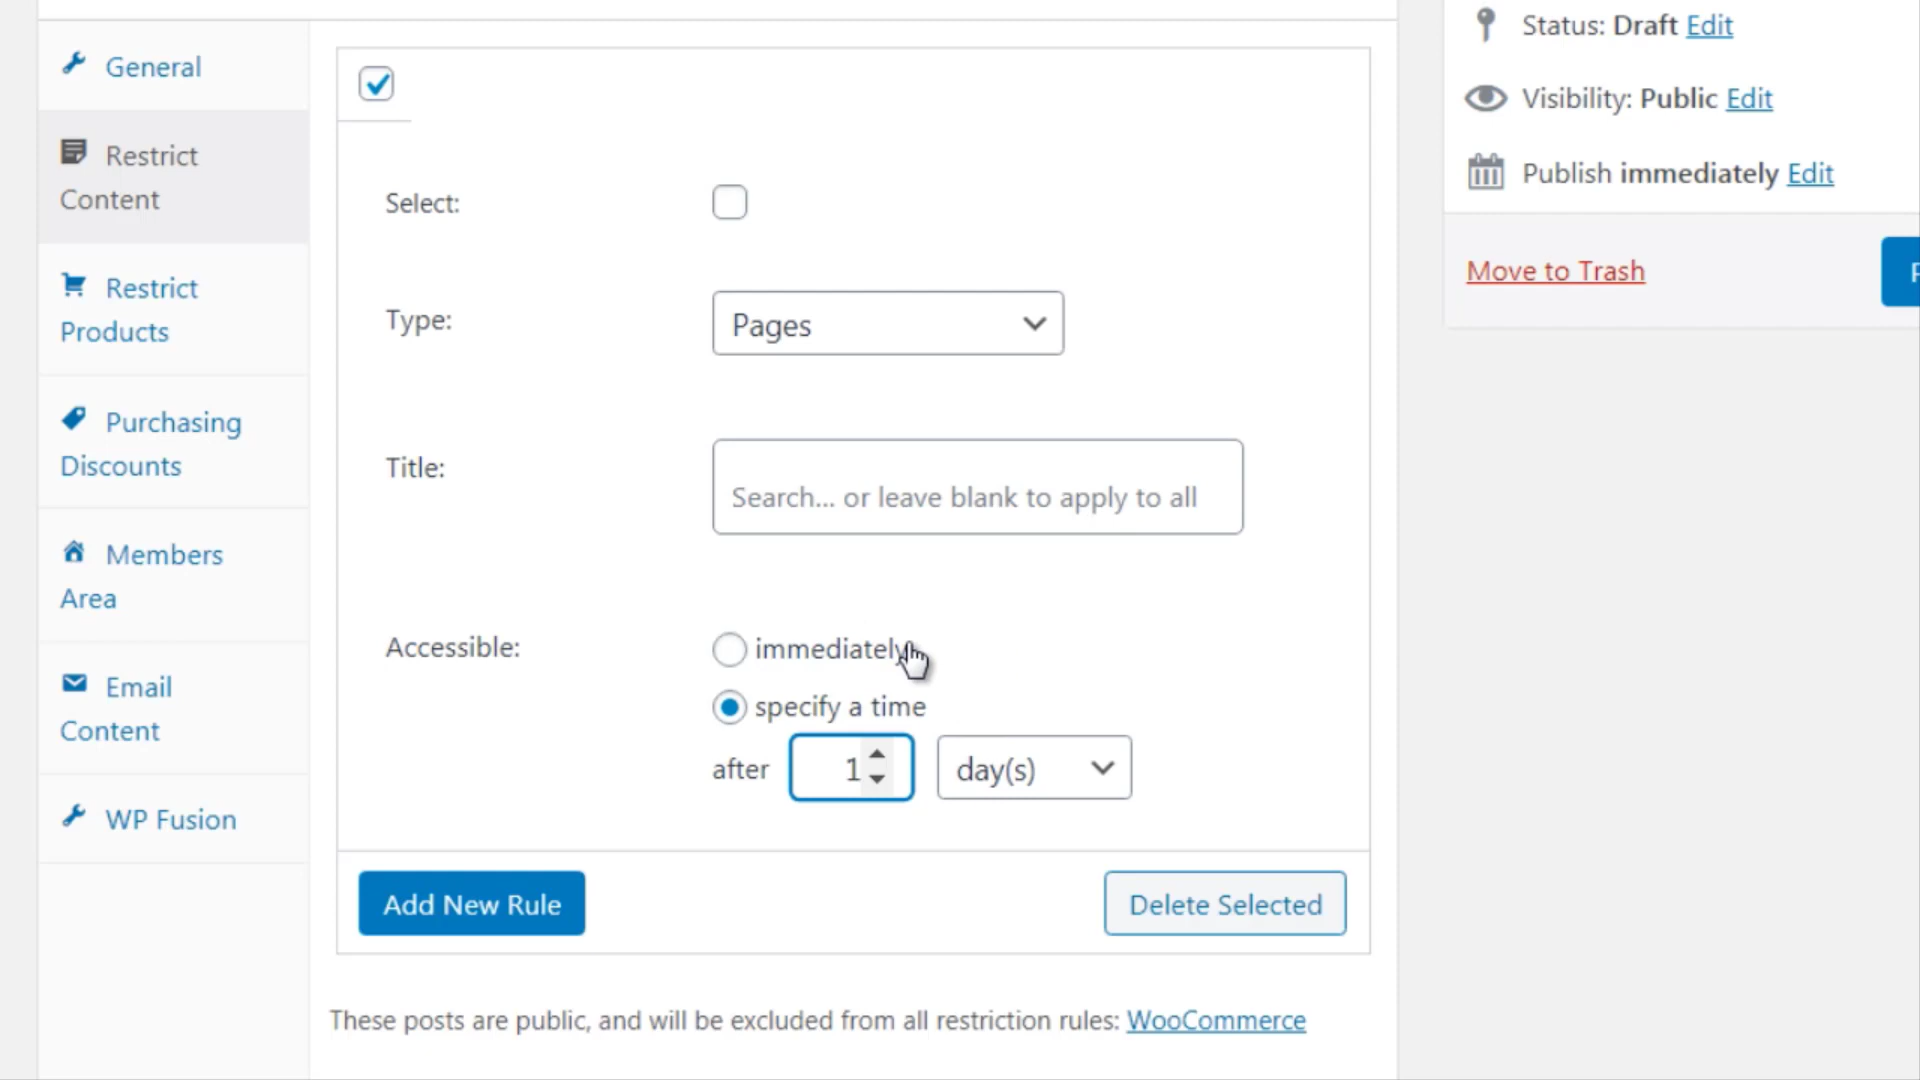 General
Restrict
Content
Restrict
Products
Purchasing
Discounts
Members
Area
Email
Content
WP Fusion
Select:
Type:
Pages
Title:
Search... or leave blank to apply to all
Accessible:
immediately
specify a time
after 1 day(s)
Add New Rule
Delete Selected
These posts are public, and will be excluded from all restriction rules: WooCommerce
Status: Draft Edit
Visibility: Public Edit
Publish immediately Edit
Move to Trash